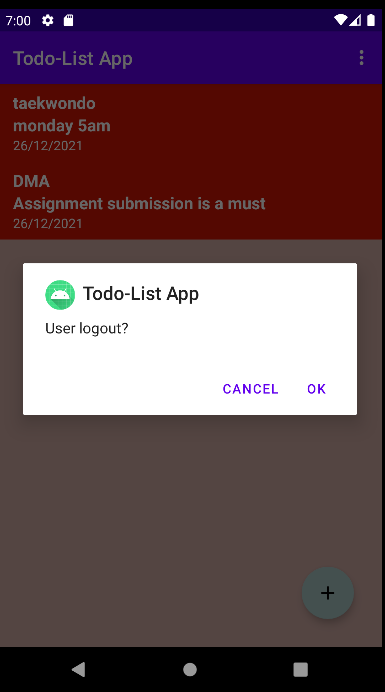 7:00
Todo-List App
taekwondo
monday 5am
26/12/2021
DMA
Assignment submission is a must
26/12/2021
Todo-List App
User logout?
CANCEL OK
+